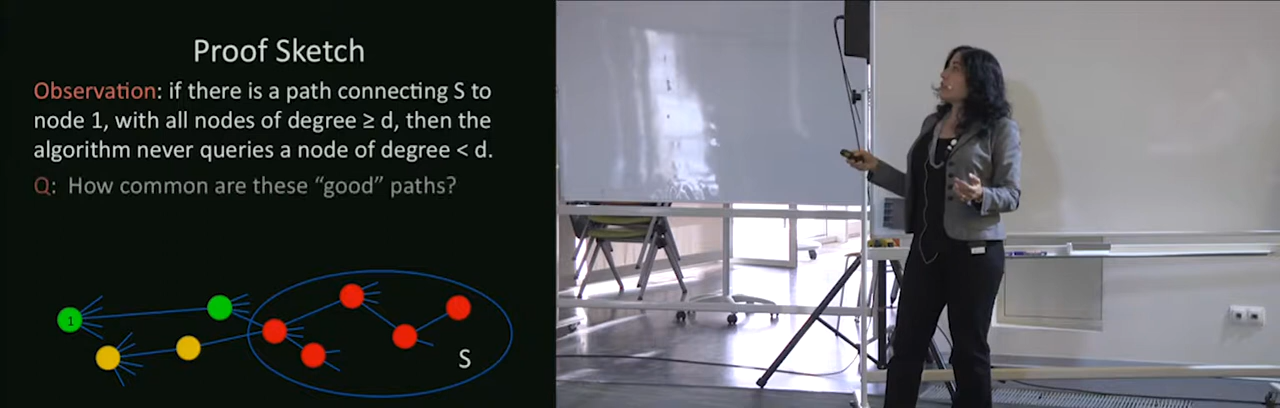 Proof Sketch
Observation: if there is a path connecting S to
node 1, with all nodes of degree ≥ d, then the
algorithm never queries a node of degree < d.
Q: How common are these “good” paths?
1
S